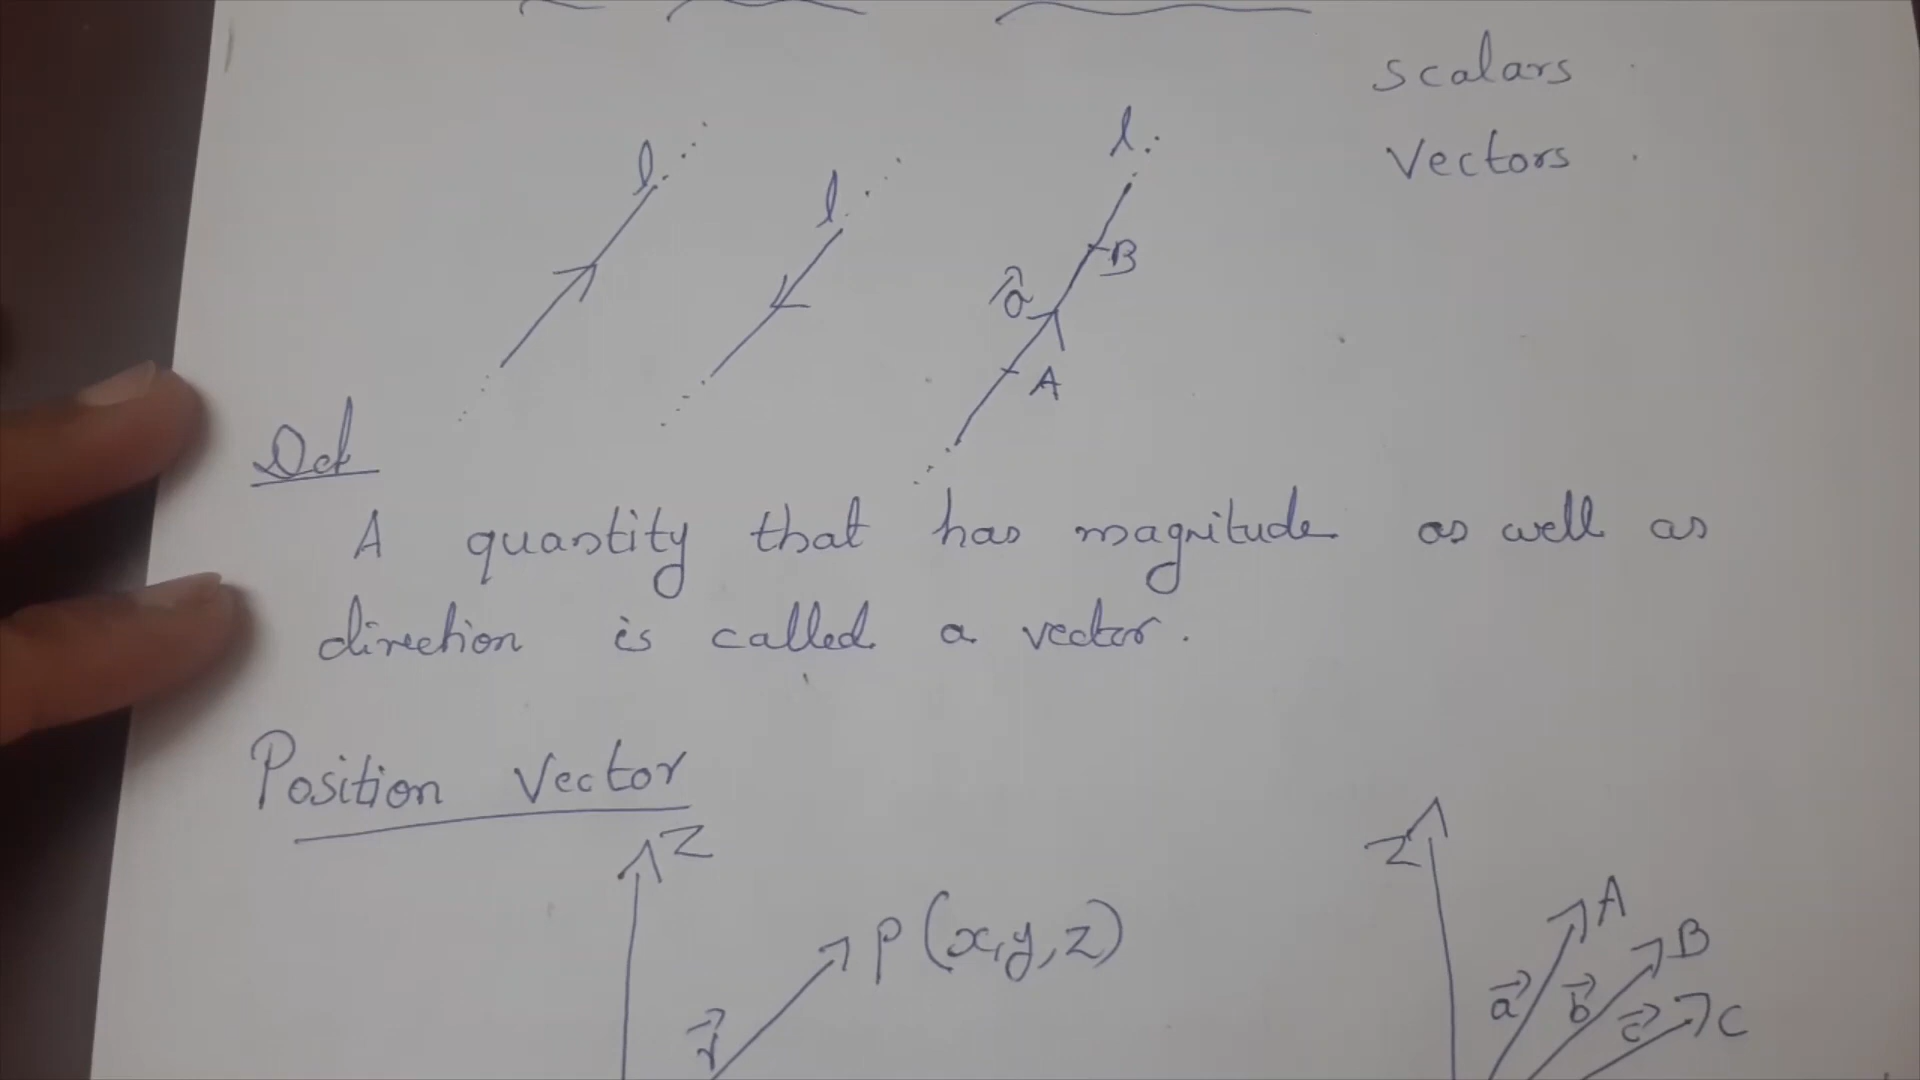 scalars
Vectors
l
l
l
B
a⃗
A
Def
A quantity that has magnitude as well as
direction is called a vector.
Position Vector
Z
P(x,y,z)
r⃗
Z
A
B
C
a⃗
b⃗
c⃗